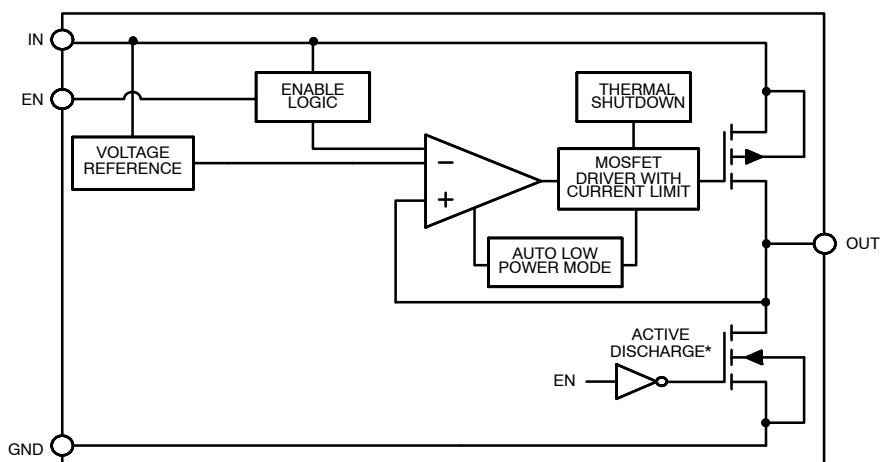 IN
EN
ENABLE
LOGIC
THERMAL
SHUTDOWN
VOLTAGE
REFERENCE
−
+
MOSFET
DRIVER WITH
CURRENT LIMIT
AUTO LOW
POWER MODE
OUT
ACTIVE
DISCHARGE*
EN
GND